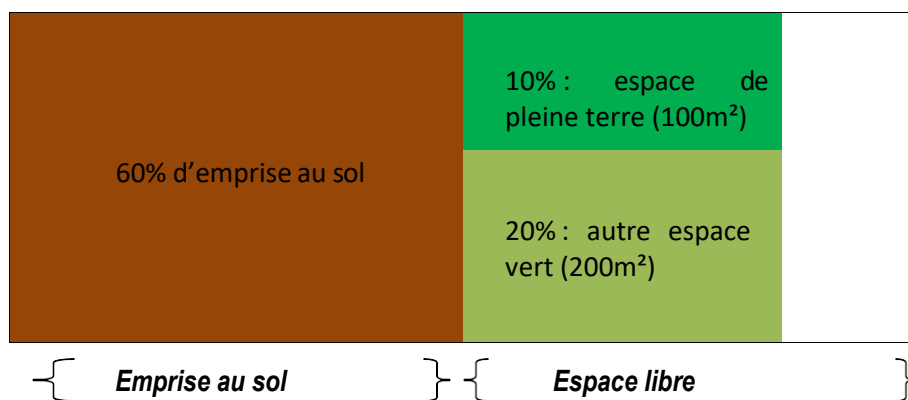 60% d’emprise au sol
10% : espace de
pleine terre (100m²)
20% : autre espace
vert (200m²)
Emprise au sol
Espace libre